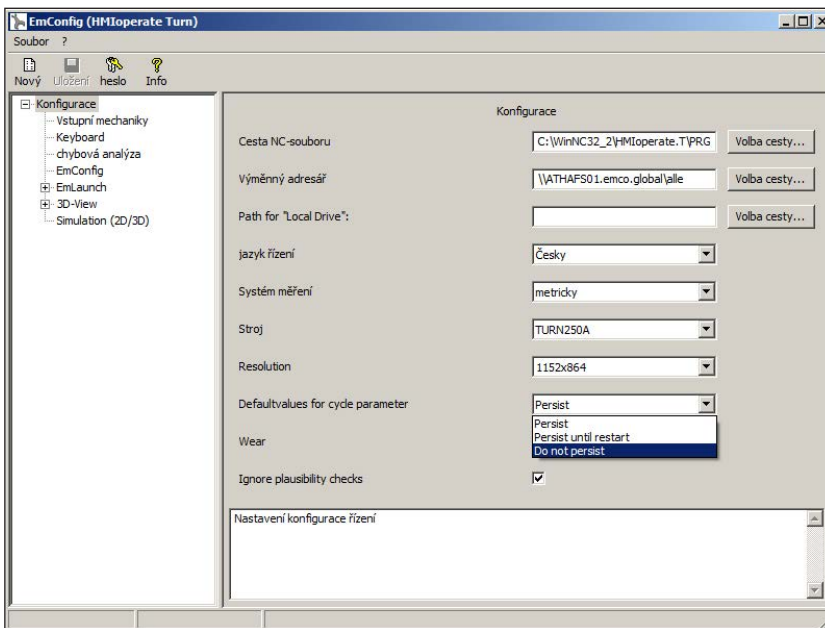 EmConfig (HMIoperate Turn)
Soubor ?
Nový Uložení heslo Info
Konfigurace
Vstupní mechaniky
Keyboard
chybová analýza
EmConfig
EmLaunch
3D-View
Simulation (2D/3D)
Konfigurace
Cesta NC-souboru C:\WinNC32_2\HMIoperate.T\PRG Volba cesty...
Výměnný adresář \\ATHAFS01.emco.global\alle Volba cesty...
Path for "Local Drive": Volba cesty...
jazyk řízení Česky
Systém měření metricky
Stroj TURN250A
Resolution 1152x864
Defaultvalues for cycle parameter Persist
Persist
Persist until restart
Wear Do not persist
Ignore plausibility checks
Nastavení konfigurace řízení